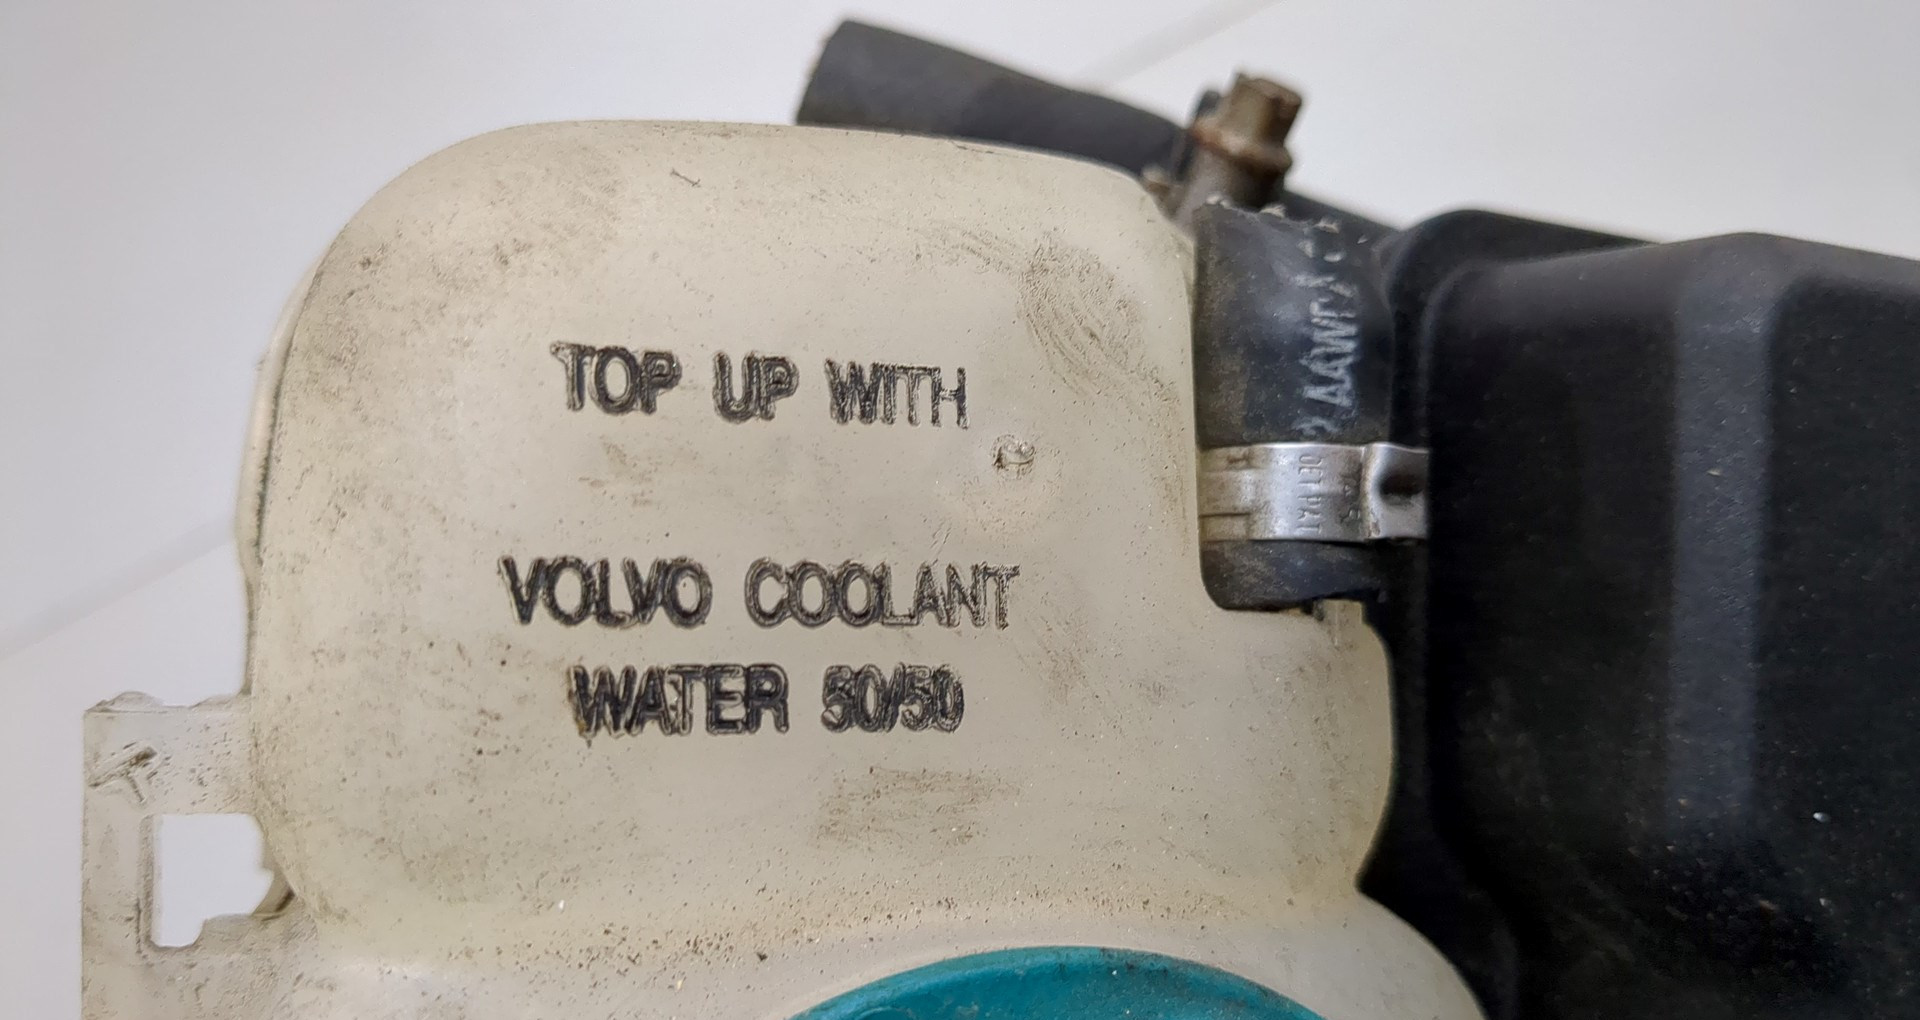 TOP UP WITH
VOLVO COOLANT
WATER 50/50